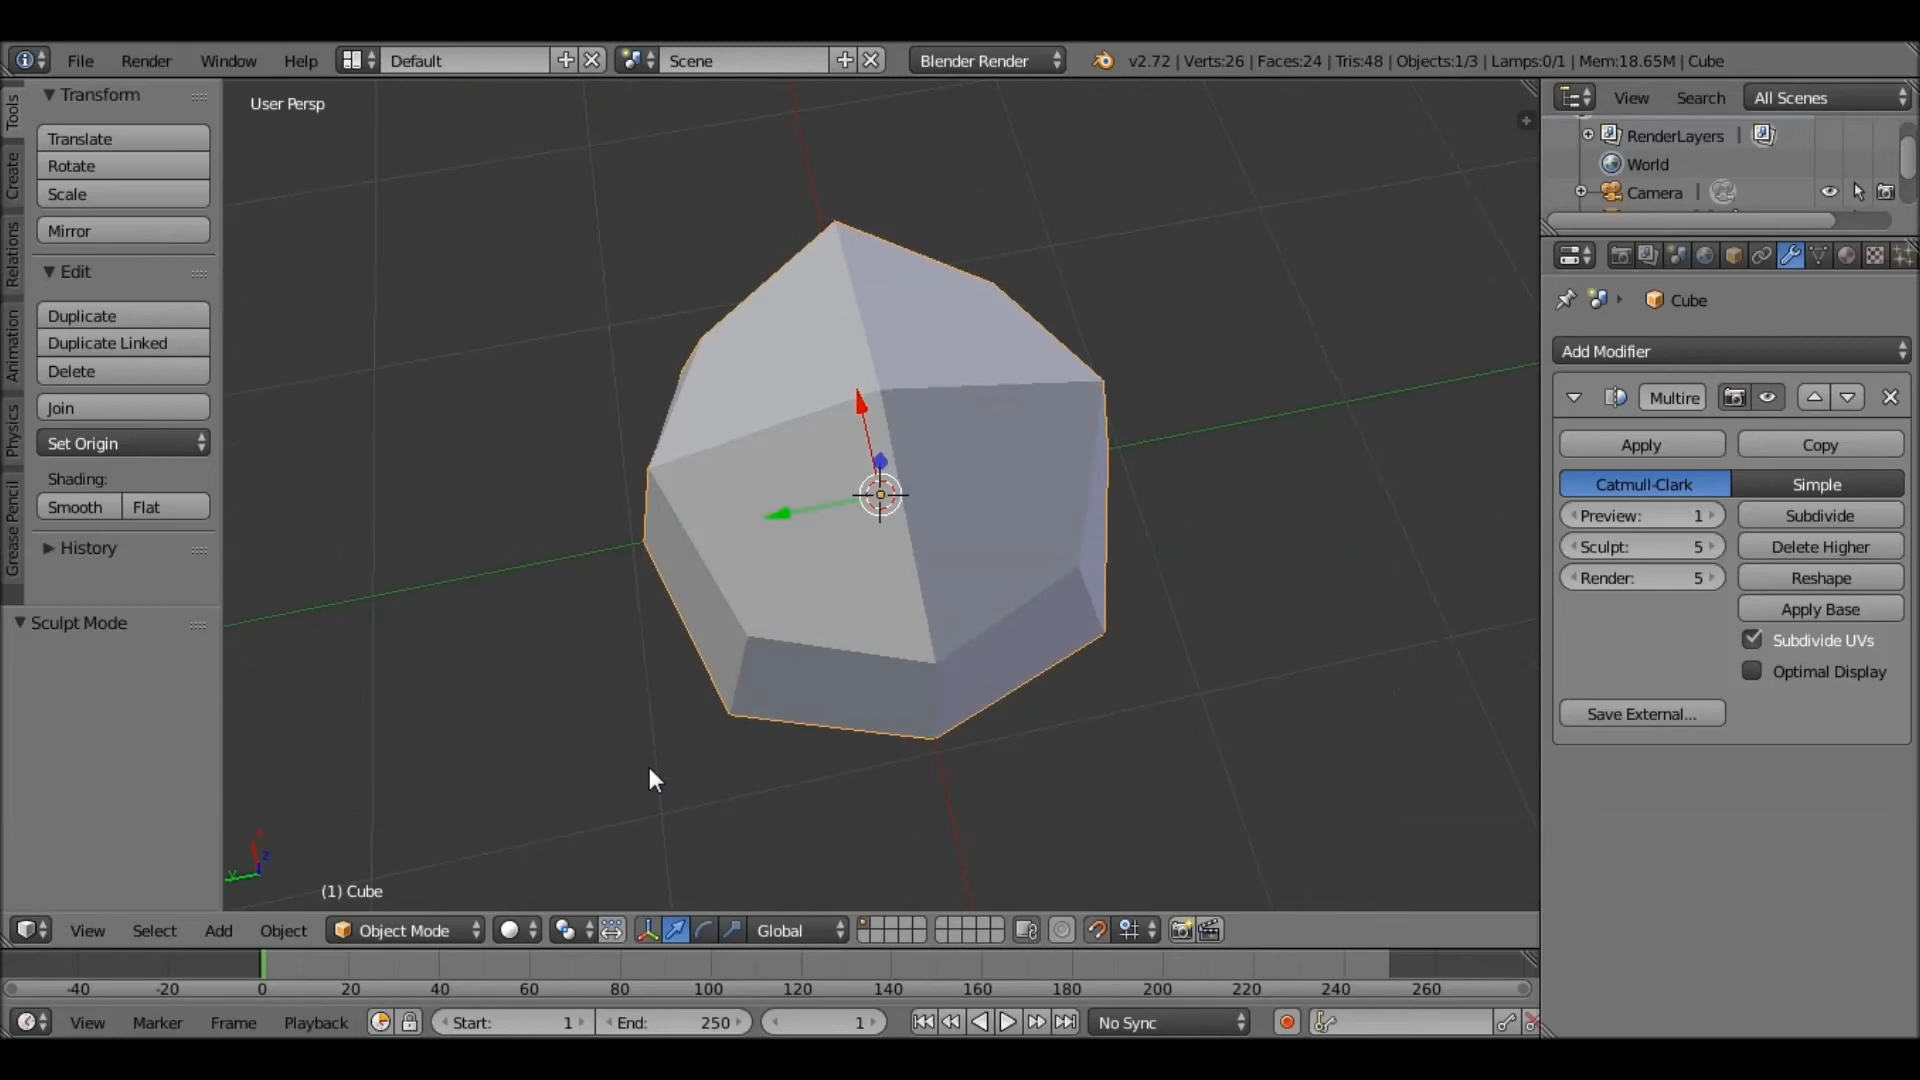 File Render Window Help Default Scene Blender Render v2.72 | Verts:26 | Faces:24 | Tris:48 | Objects:1/3 | Lamps:0/1 | Mem:18.65M | Cube
Tools
Create
Relations
Animation
Physics
Grease Pencil
Transform
Translate
Rotate
Scale
Mirror
Edit
Duplicate
Duplicate Linked
Delete
Join
Set Origin
Shading:
Smooth Flat
History
Sculpt Mode
User Persp
(1) Cube
View Search All Scenes
RenderLayers
World
Camera
Cube
Add Modifier
Multire
Apply Copy
Catmull-Clark Simple
Preview: 1 Subdivide
Sculpt: 5 Delete Higher
Render: 5 Reshape
Apply Base
Subdivide UVs
Optimal Display
Save External...
View Select Add Object Object Mode Global
-40 -20 0 20 40 60 80 100 120 140 160 180 200 220 240 260
View Marker Frame Playback Start: 1 End: 250 1 No Sync